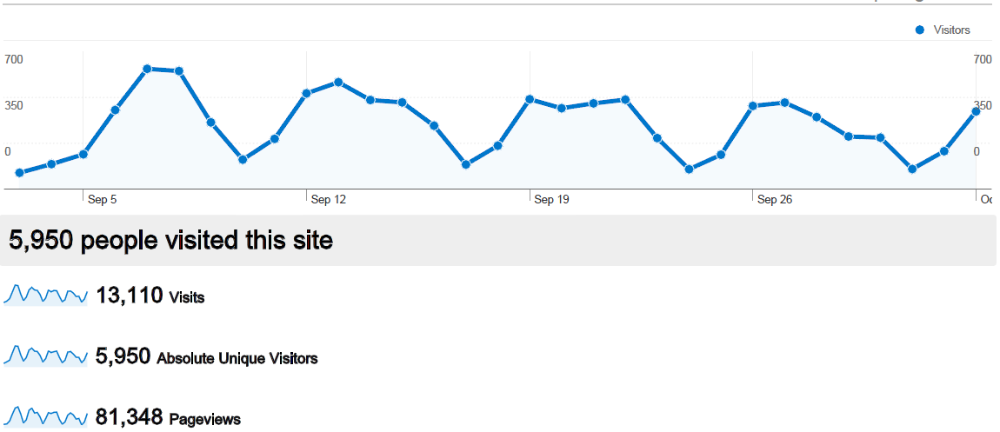 Visitors
700 700
350 350
0 0
Sep 5 Sep 12 Sep 19 Sep 26
5,950 people visited this site
13,110 Visits
5,950 Absolute Unique Visitors
81,348 Pageviews